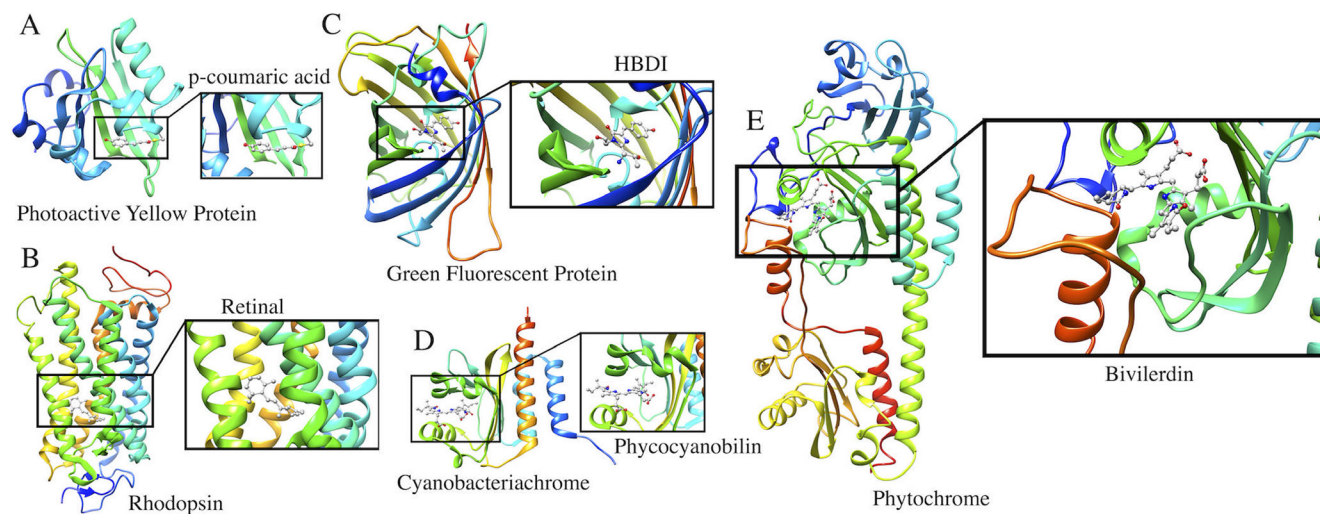 A
p-coumaric acid
Photoactive Yellow Protein
B
Retinal
Rhodopsin
C
HBDI
Green Fluorescent Protein
D
Phycocyanobilin
Cyanobacteriachrome
E
Bivilerdin
Phytochrome